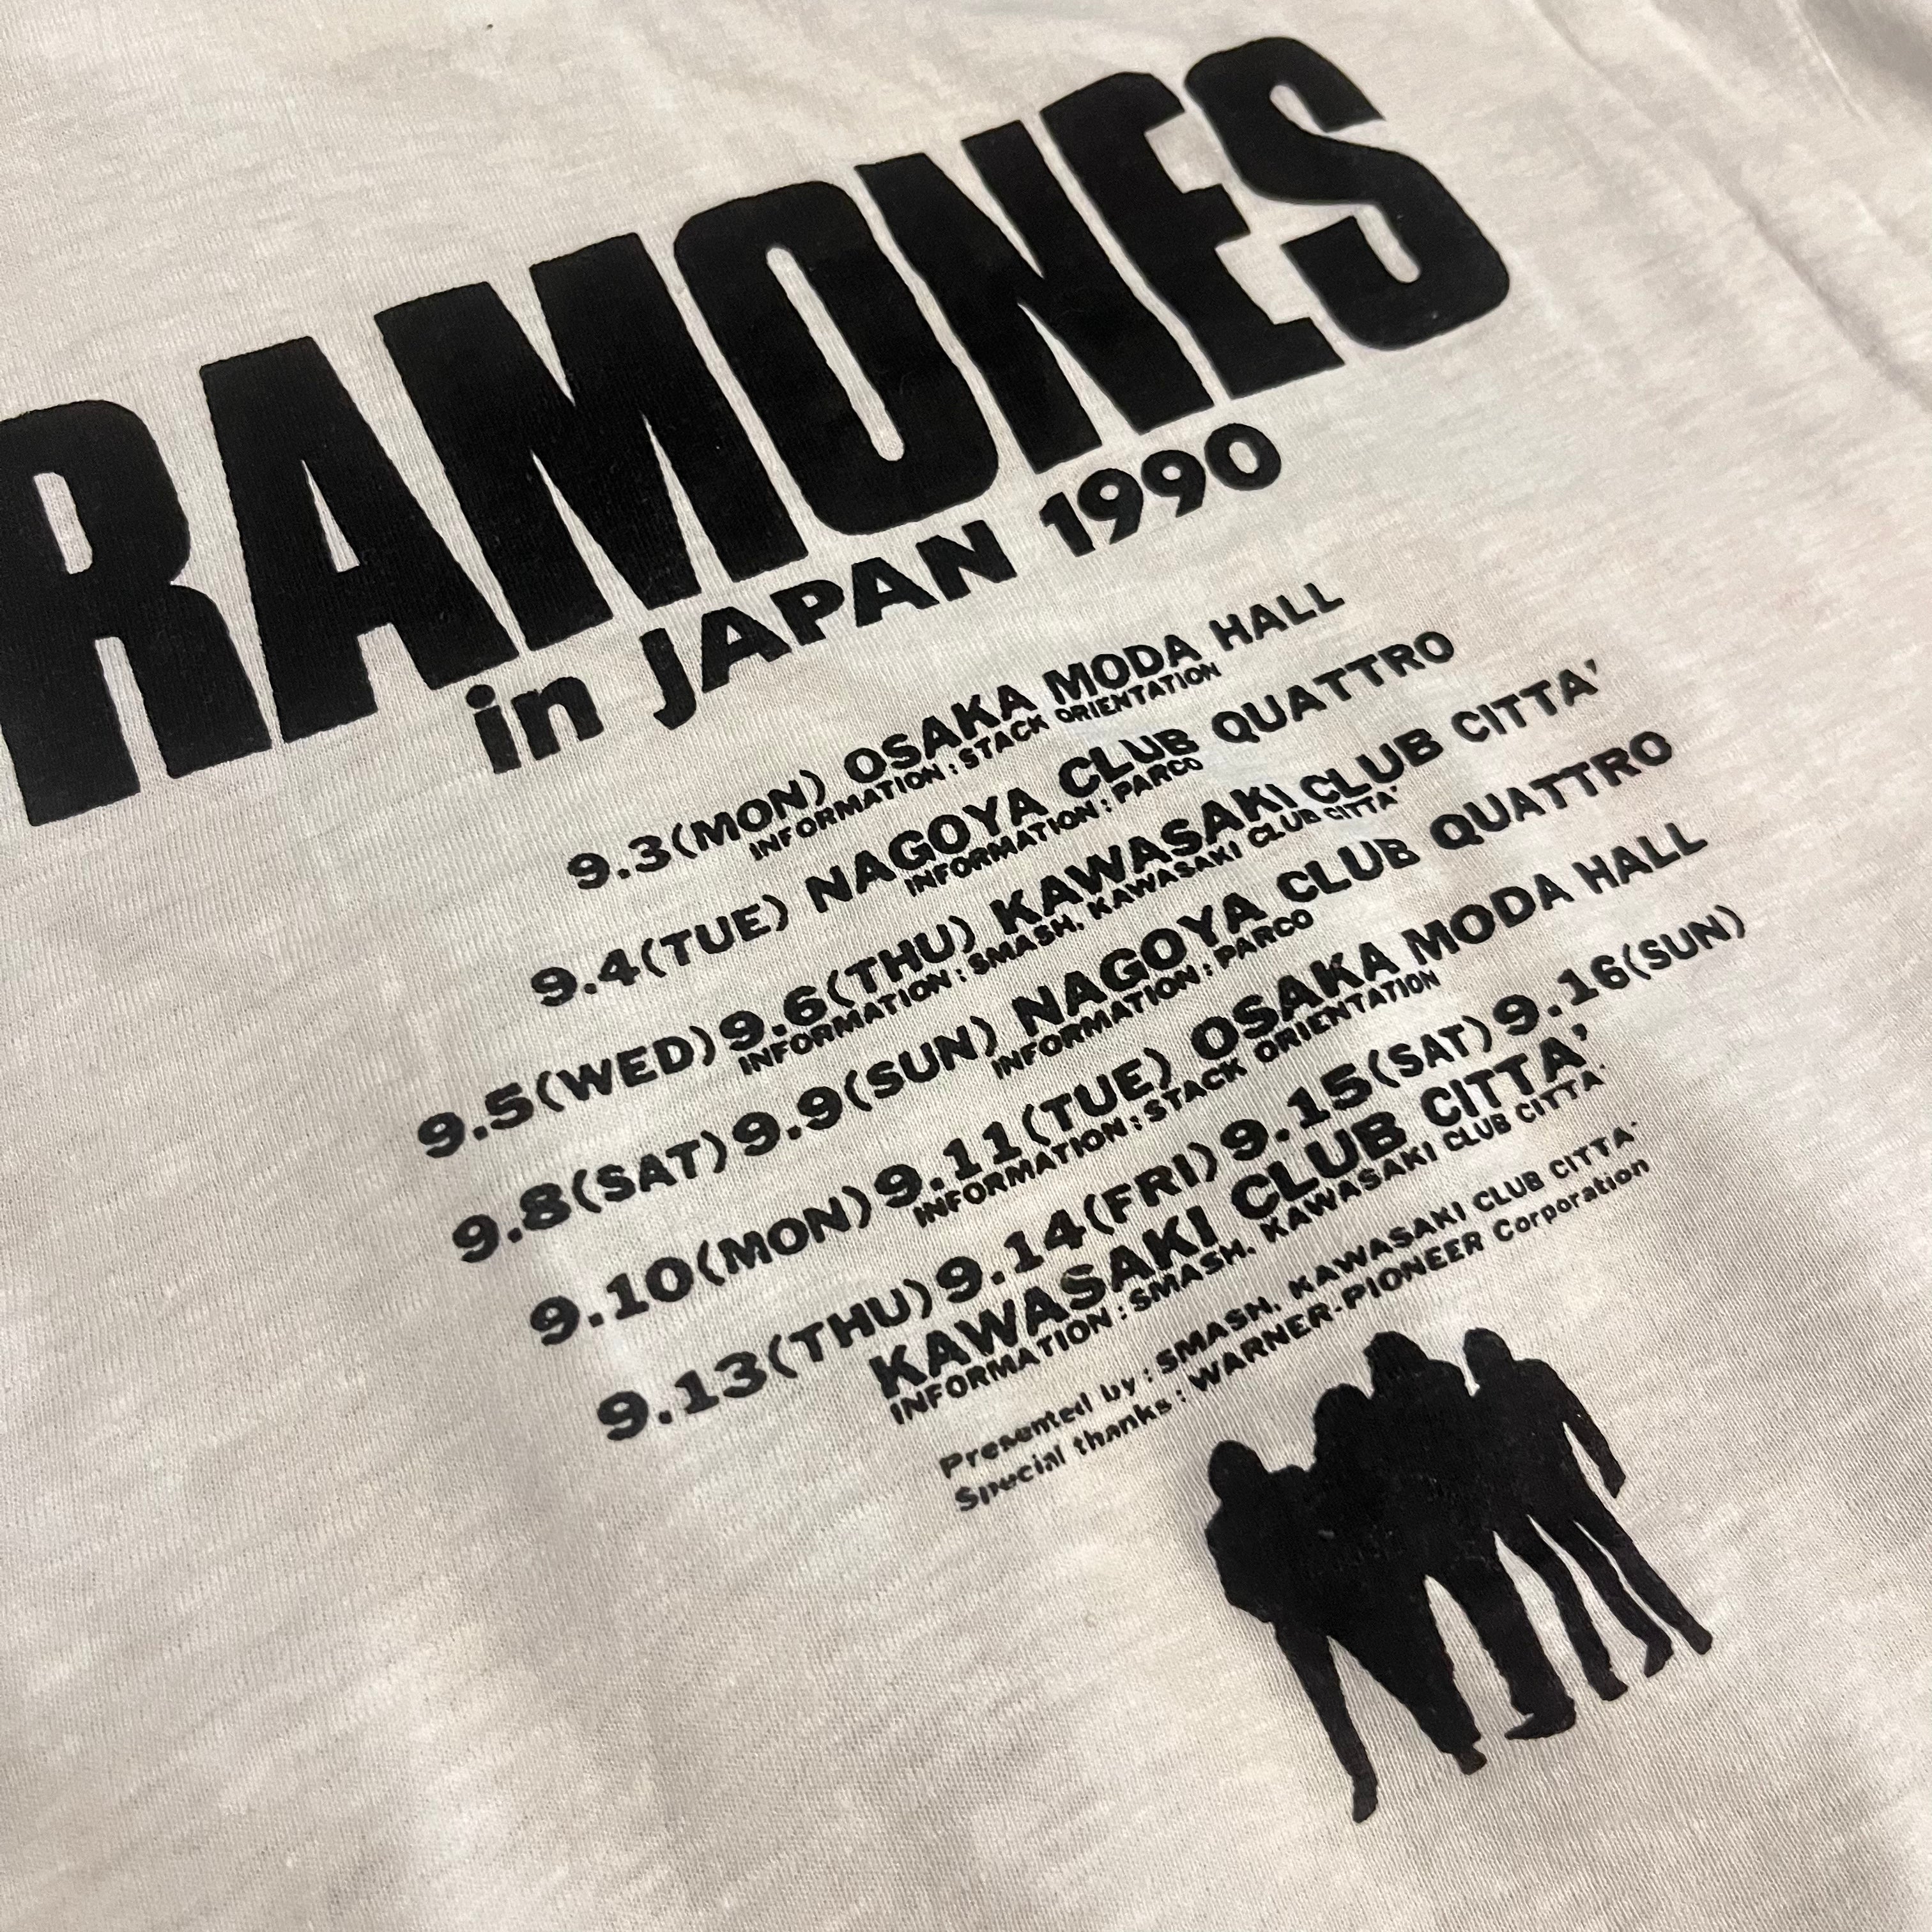 RAMONES
in JAPAN 1990
9.3(MON) OSAKA MODA HALL
INFORMATION : STACK ORIENTATION
9.4(TUE) NAGOYA CLUB QUATTRO
INFORMATION : PARCO
9.5(WED) 9.6(THU) KAWASAKI CLUB CITTA'
INFORMATION : SMASH, KAWASAKI CLUB CITTA'
9.8(SAT) 9.9(SUN) NAGOYA CLUB QUATTRO
INFORMATION : PARCO
9.10(MON) 9.11(TUE) OSAKA MODA HALL
INFORMATION : STACK ORIENTATION
9.13(THU) 9.14(FRI) 9.15(SAT) 9.16(SUN)
KAWASAKI CLUB CITTA'
INFORMATION : SMASH, KAWASAKI CLUB CITTA'
Presented by : SMASH, KAWASAKI CLUB CITTA'
Special thanks : WARNER-PIONEER Corporation